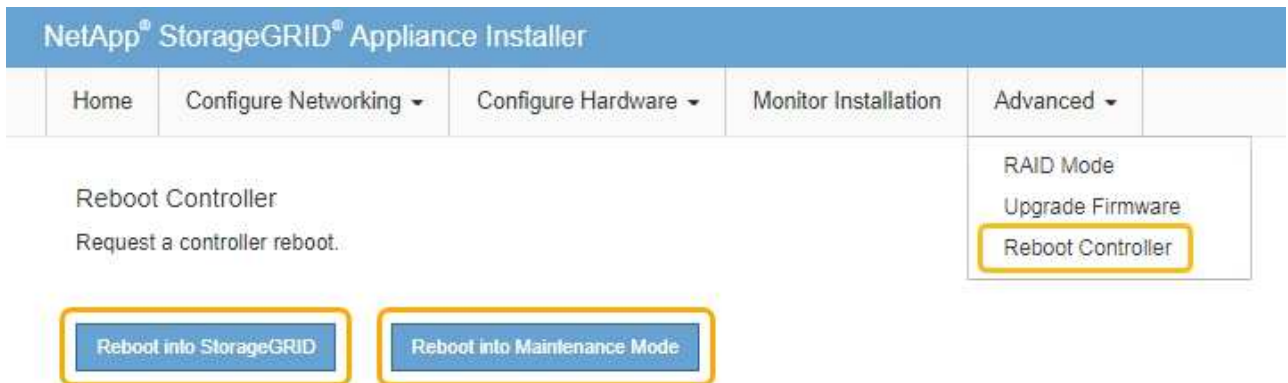 NetApp® StorageGRID® Appliance Installer
Home Configure Networking Configure Hardware Monitor Installation Advanced
RAID Mode
Upgrade Firmware
Reboot Controller
Reboot Controller
Request a controller reboot.
Reboot into StorageGRID Reboot into Maintenance Mode